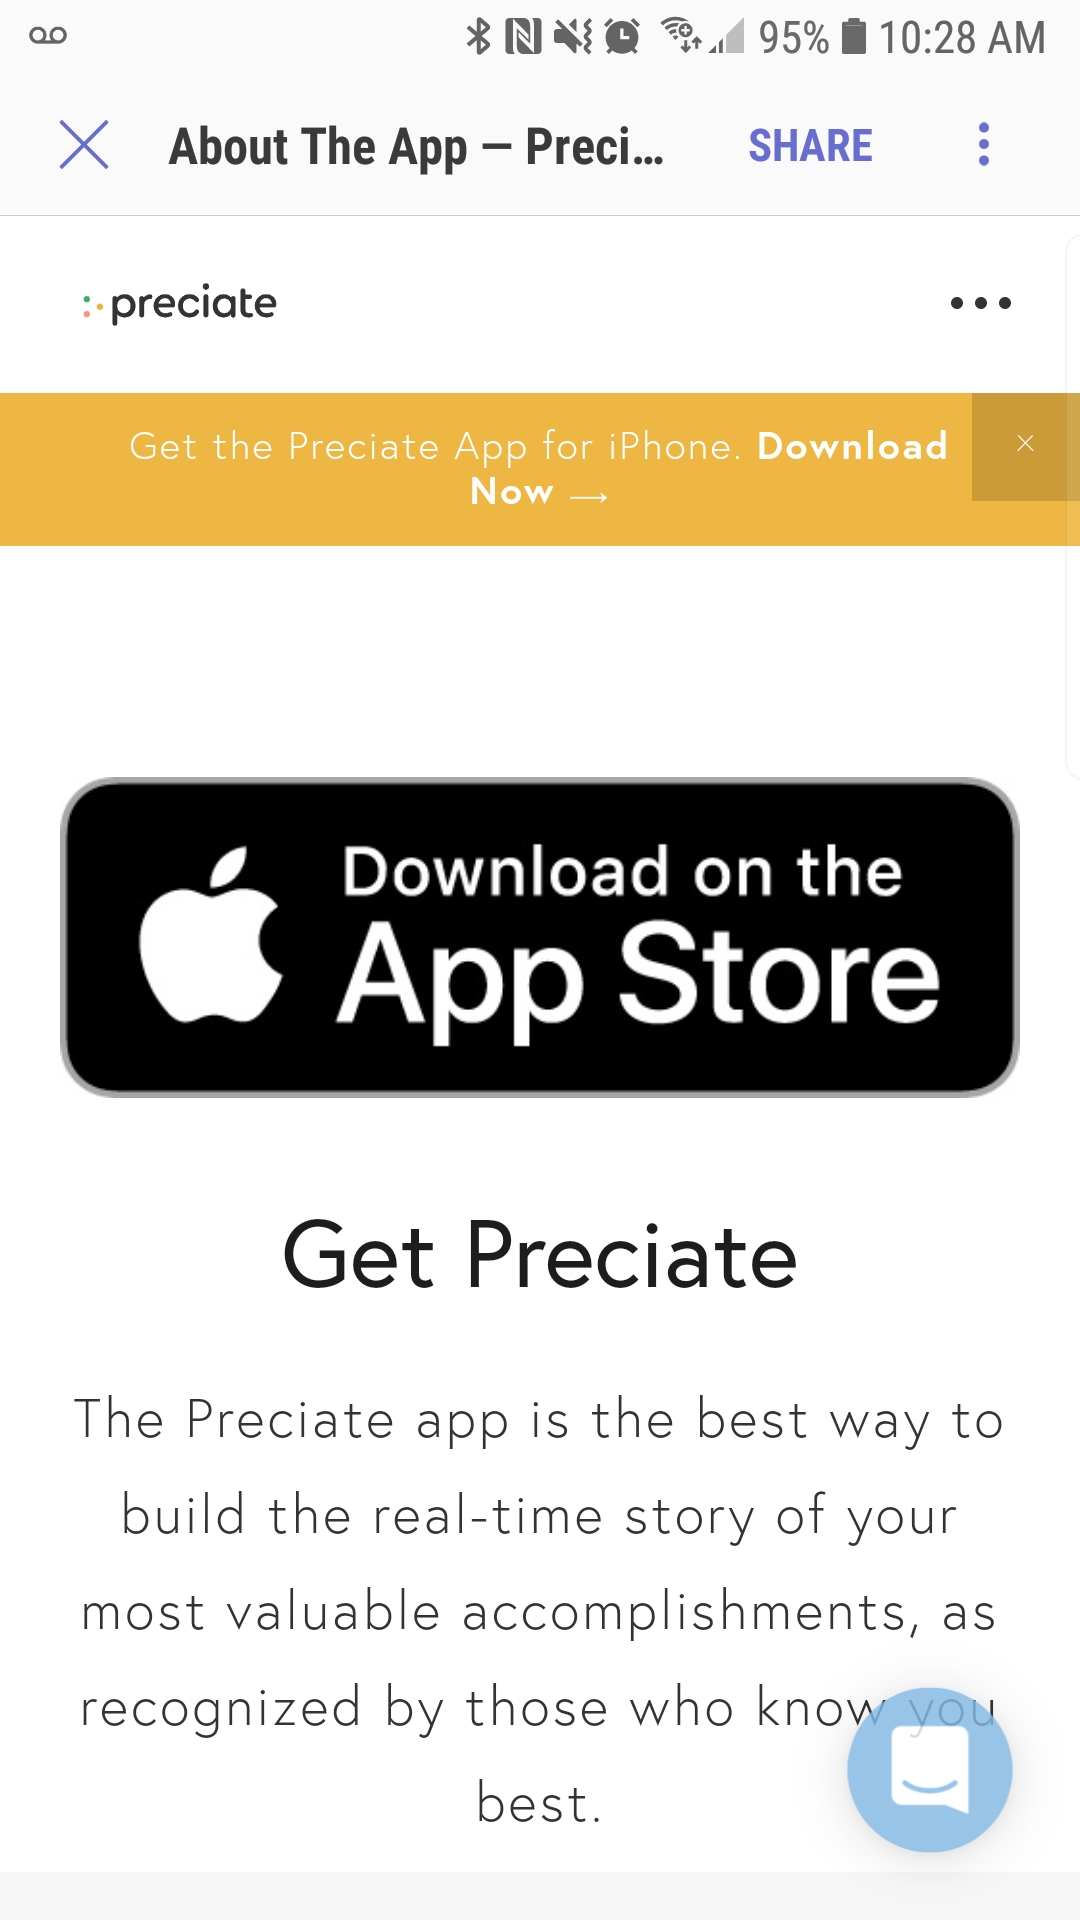 95% 10:28 AM
About The App – Preci...
SHARE
preciate
Get the Preciate App for iPhone. Download
Now →
Download on the
App Store
Get Preciate
The Preciate app is the best way to
build the real-time story of your
most valuable accomplishments, as
recognized by those who know you
best.